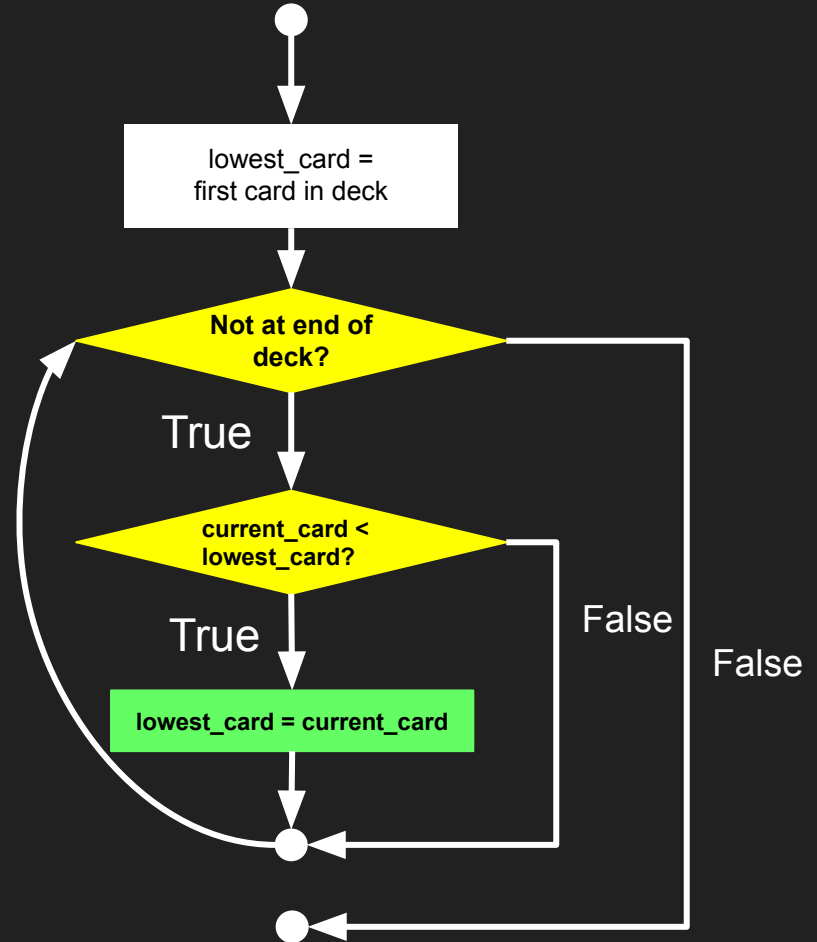 lowest_card =
first card in deck
Not at end of
deck?
True
current_card <
lowest_card?
True
False
False
lowest_card = current_card